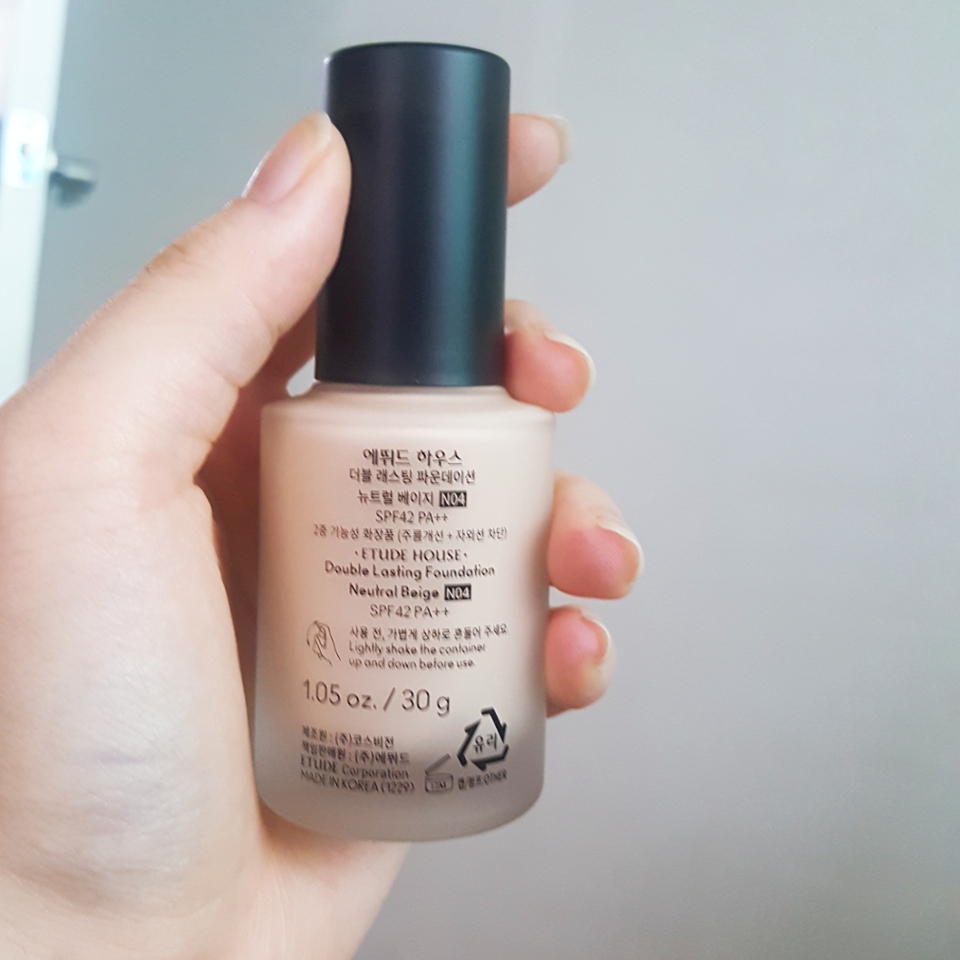 에뛰드 하우스
더블 래스팅 파운데이션
뉴트럴 베이지 N04
SPF42 PA++
2중 기능성 화장품 (주름개선 + 자외선 차단)
·ETUDE HOUSE·
Double Lasting Foundation
Neutral Beige N04
SPF42 PA++
사용 전, 가볍게 상하로 흔들어 주세요
Lightly shake the container
up and down before use.
1.05 oz. / 30 g
제조원 : (주)코스비전
책임판매원 : (주)에뛰드
ETUDE Corporation
MADE IN KOREA (1229)
12M
유리
캡/펌프:OTHER